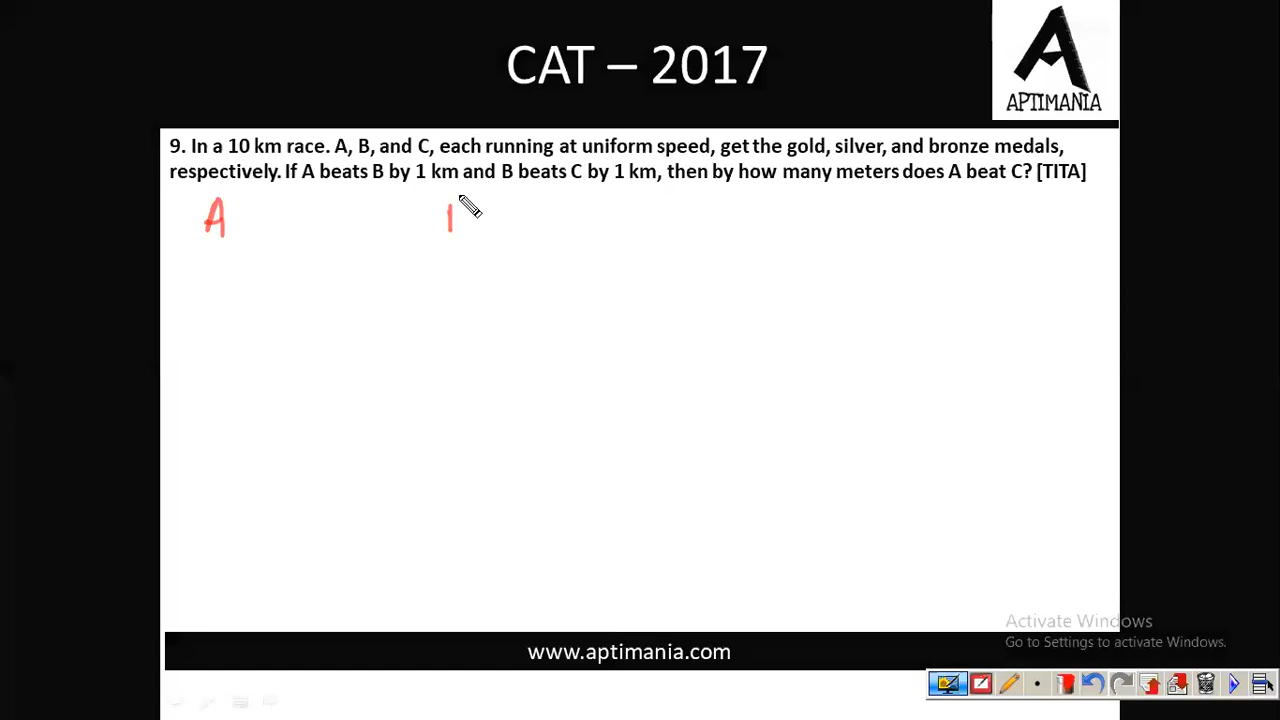 CAT – 2017
A
APTIMANIA
9. In a 10 km race. A, B, and C, each running at uniform speed, get the gold, silver, and bronze medals,
respectively. If A beats B by 1 km and B beats C by 1 km, then by how many meters does A beat C? [TITA]
A 1
www.aptimania.com
Activate Windows
Go to Settings to activate Windows.